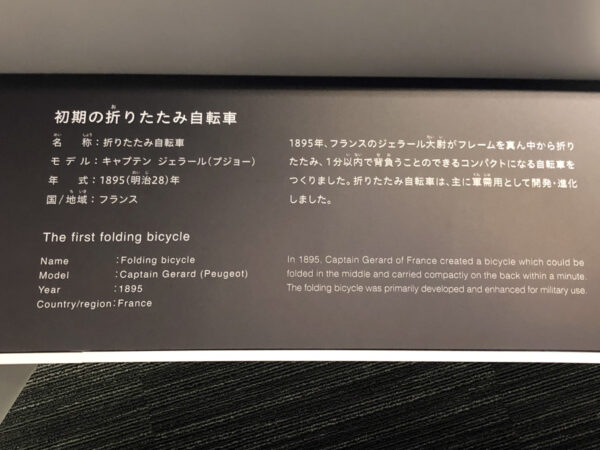 初期の折りたたみ自転車
名　称：折りたたみ自転車
モデル：キャプテン ジェラール（プジョー）
年　式：1895（明治28）年
国/地域：フランス
1895年、フランスのジェラール大尉がフレームを真ん中から折り
たたみ、1分以内で背負うことのできるコンパクトになる自転車を
つくりました。折りたたみ自転車は、主に軍需用として開発・進化
しました。
The first folding bicycle
Name :Folding bicycle
Model :Captain Gerard (Peugeot)
Year :1895
Country/region:France
In 1895, Captain Gerard of France created a bicycle which could be
folded in the middle and carried compactly on the back within a minute.
The folding bicycle was primarily developed and enhanced for military use.